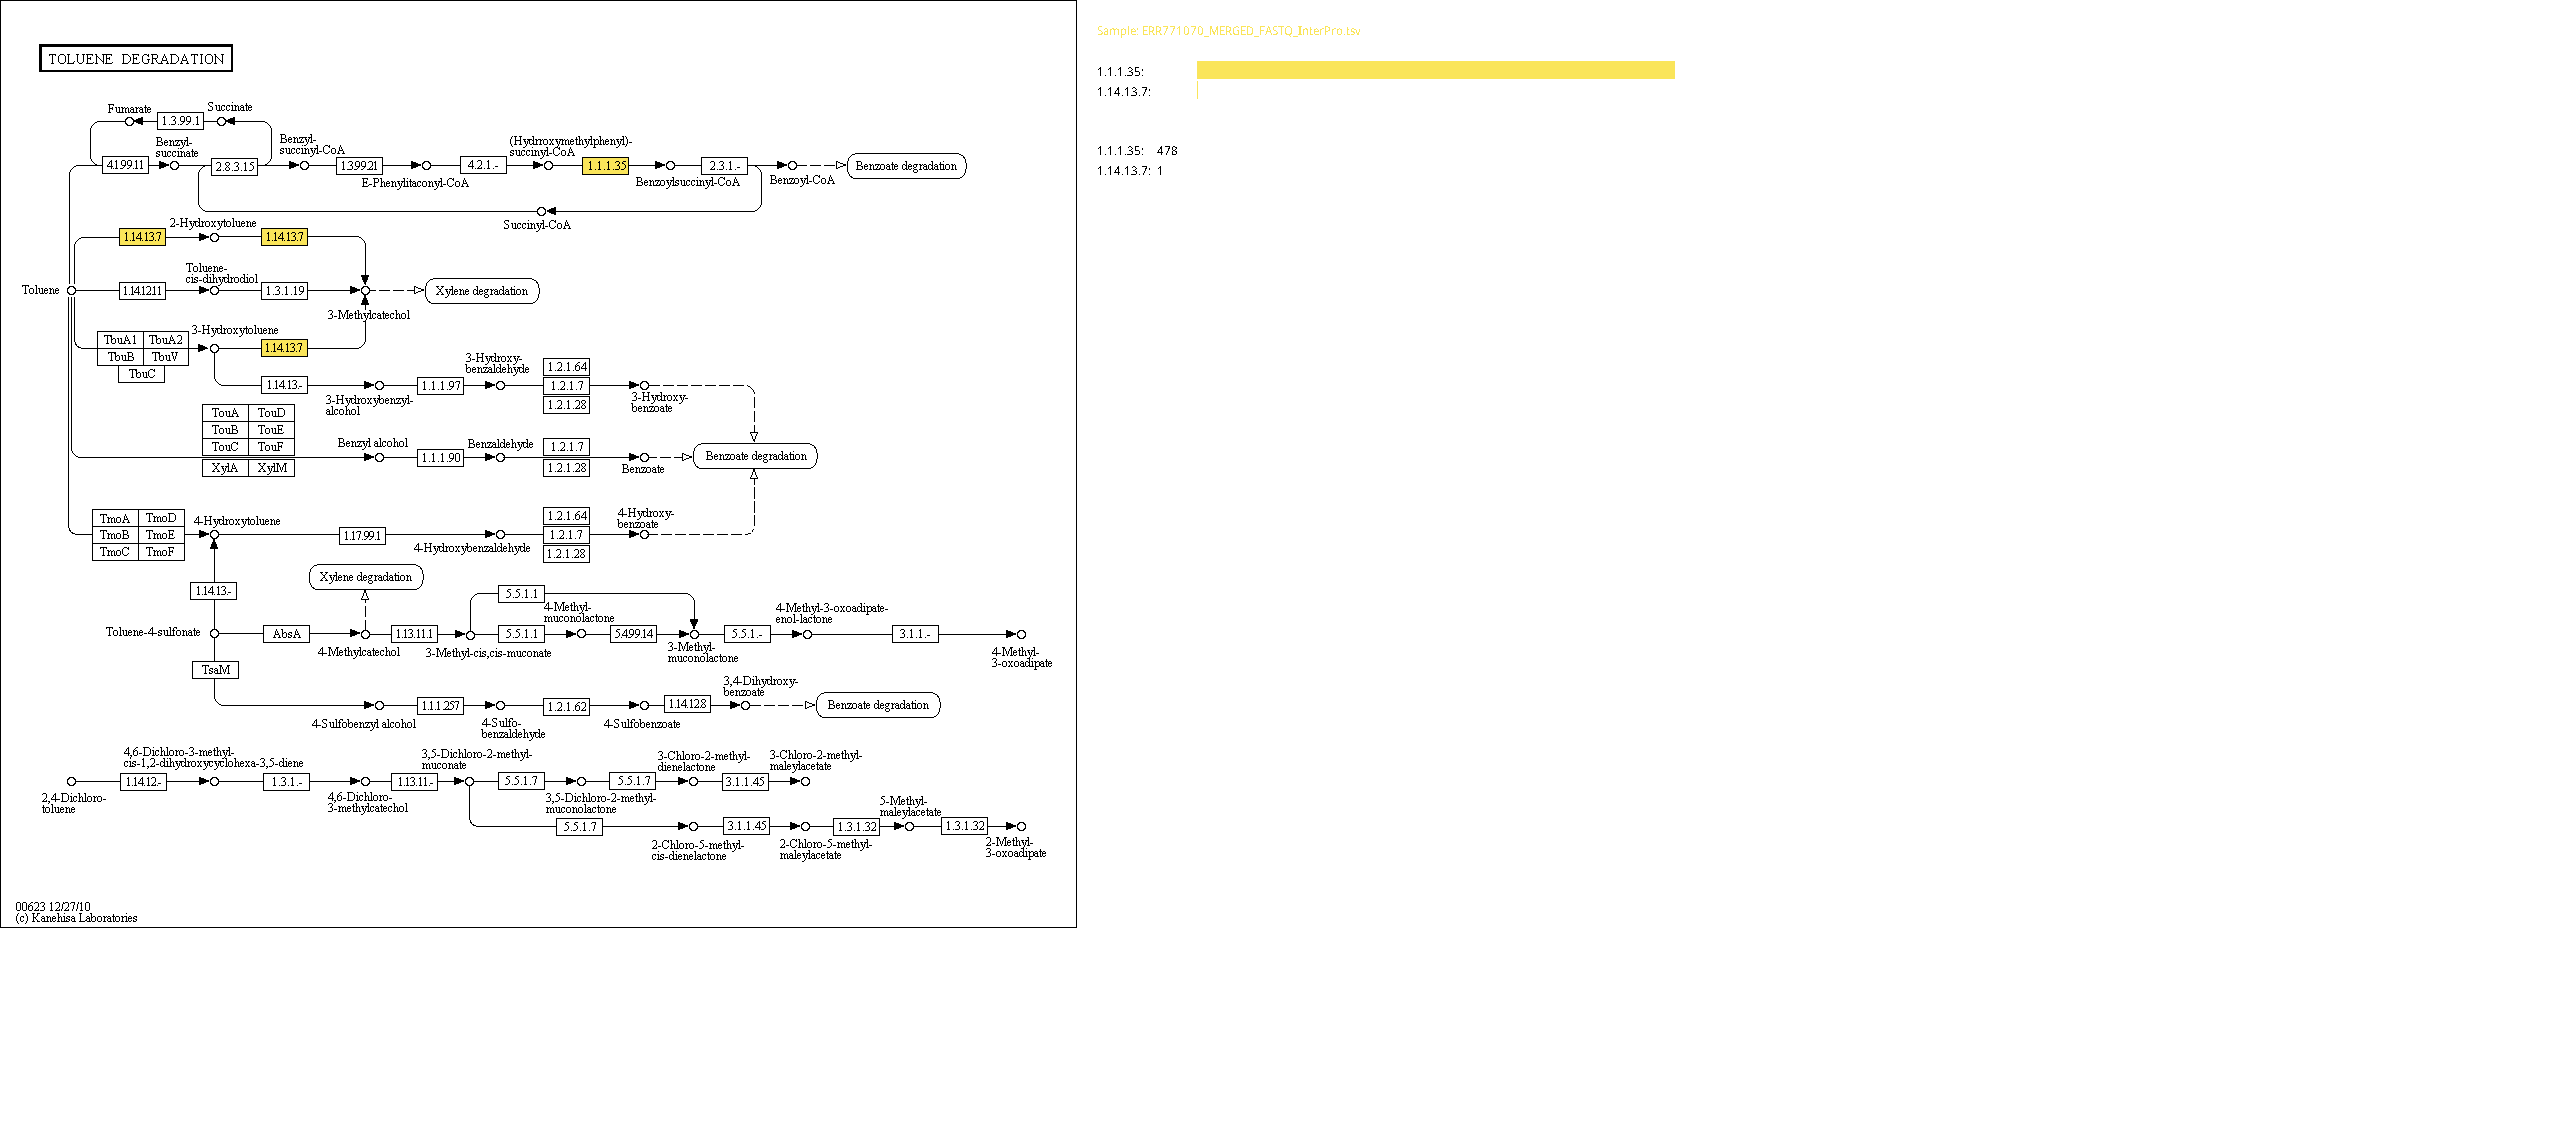 TOLUENE DEGRADATION
Sample: ERR771070_MERGED_FASTQ_InterPro.tsv
1.1.1.35:
1.14.13.7:
1.1.1.35: 478
1.14.13.7: 1
Fumarate
1.3.99.1
Succinate
4.1.99.11
Benzyl-
succinate
2.8.3.15
Benzyl-
succinyl-CoA
1.3.99.21
E-Phenylitaconyl-CoA
4.2.1.-
(Hydrroxymethylphenyl)-
succinyl-CoA
1.1.1.35
Benzoylsuccinyl-CoA
2.3.1.-
Benzoyl-CoA
Benzoate degradation
Succinyl-CoA
1.14.13.7
2-Hydroxytoluene
1.14.13.7
Toluene
1.14.12.11
Toluene-
cis-dihydrodiol
1.3.1.19
3-Methylcatechol
Xylene degradation
TbuA1 TbuA2
TbuB TbuV
TbuC
3-Hydroxytoluene
1.14.13.7
1.14.13.-
3-Hydroxybenzyl-
alcohol
1.1.1.97
3-Hydroxy-
benzaldehyde
1.2.1.64
1.2.1.7
1.2.1.28
3-Hydroxy-
benzoate
TouA TouD
TouB TouE
TouC TouF
XylA XylM
Benzyl alcohol
1.1.1.90
Benzaldehyde
1.2.1.7
1.2.1.28
Benzoate
Benzoate degradation
TmoA TmoD
TmoB TmoE
TmoC TmoF
4-Hydroxytoluene
1.17.99.1
4-Hydroxybenzaldehyde
1.2.1.64
1.2.1.7
1.2.1.28
4-Hydroxy-
benzoate
1.14.13.-
Xylene degradation
Toluene-4-sulfonate
AbsA
4-Methylcatechol
1.13.11.1
3-Methyl-cis,cis-muconate
5.5.1.1
5.5.1.1
4-Methyl-
muconolactone
5.4.99.14
3-Methyl-
muconolactone
5.5.1.-
4-Methyl-3-oxoadipate-
enol-lactone
3.1.1.-
4-Methyl-
3-oxoadipate
TsaM
4-Sulfobenzyl alcohol
1.1.1.257
4-Sulfo-
benzaldehyde
1.2.1.62
4-Sulfobenzoate
1.14.12.8
3,4-Dihydroxy-
benzoate
Benzoate degradation
2,4-Dichloro-
toluene
1.14.12.-
4,6-Dichloro-3-methyl-
cis-1,2-dihydroxycyclohexa-3,5-diene
1.3.1.-
4,6-Dichloro-
3-methylcatechol
1.13.11.-
3,5-Dichloro-2-methyl-
muconate
5.5.1.7
3,5-Dichloro-2-methyl-
muconolactone
5.5.1.7
3-Chloro-2-methyl-
dienelactone
3.1.1.45
3-Chloro-2-methyl-
maleylacetate
5.5.1.7
2-Chloro-5-methyl-
cis-dienelactone
3.1.1.45
2-Chloro-5-methyl-
maleylacetate
1.3.1.32
5-Methyl-
maleylacetate
1.3.1.32
2-Methyl-
3-oxoadipate
00623 12/27/10
(c) Kanehisa Laboratories